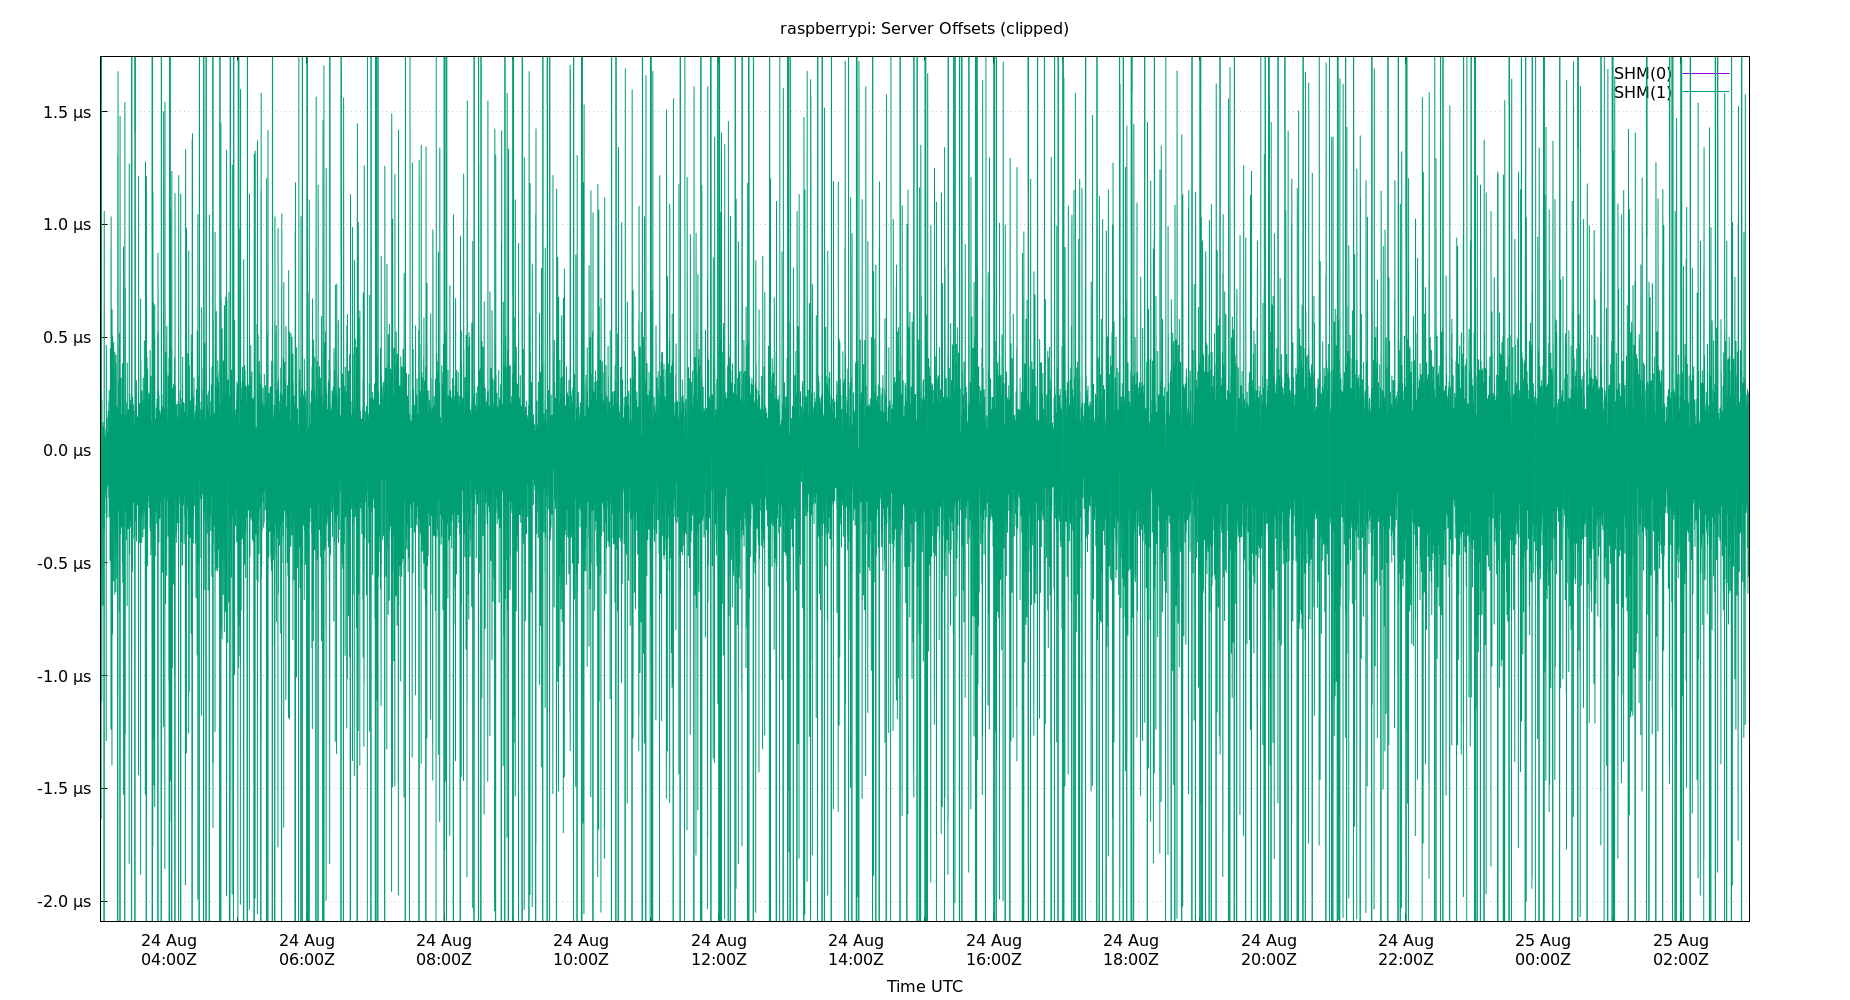 raspberrypi: Server Offsets (clipped)
SHM(0)
SHM(1)
1.5 µs
1.0 µs
0.5 µs
0.0 µs
-0.5 µs
-1.0 µs
-1.5 µs
-2.0 µs
24 Aug 24 Aug 24 Aug 24 Aug 24 Aug 24 Aug 24 Aug 24 Aug 24 Aug 24 Aug 25 Aug 25 Aug
04:00Z 06:00Z 08:00Z 10:00Z 12:00Z 14:00Z 16:00Z 18:00Z 20:00Z 22:00Z 00:00Z 02:00Z
Time UTC